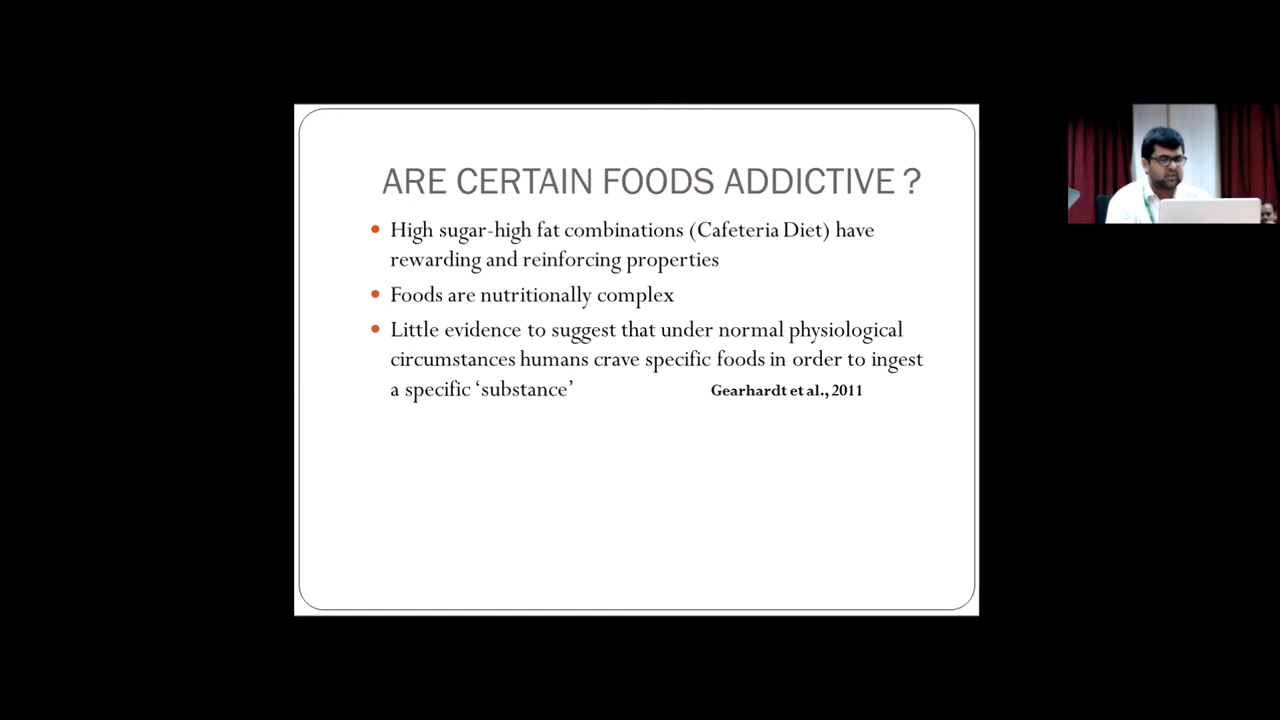 ARE CERTAIN FOODS ADDICTIVE ?
• High sugar-high fat combinations (Cafeteria Diet) have
rewarding and reinforcing properties
• Foods are nutritionally complex
• Little evidence to suggest that under normal physiological
circumstances humans crave specific foods in order to ingest
a specific ‘substance’ Gearhardt et al., 2011